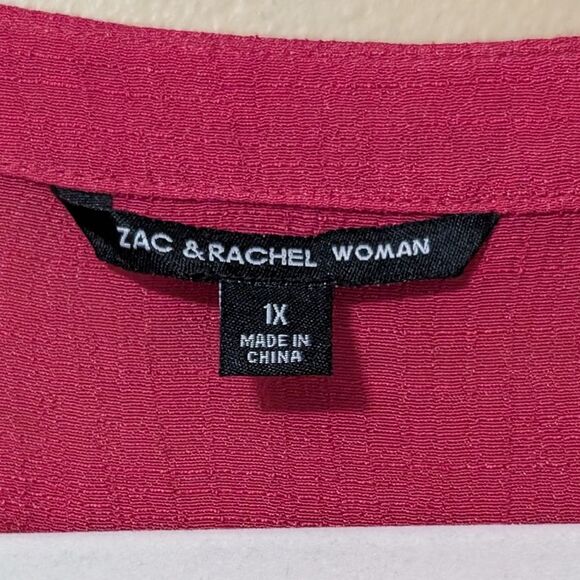 ZAC & RACHEL WOMAN
1X
MADE IN
CHINA